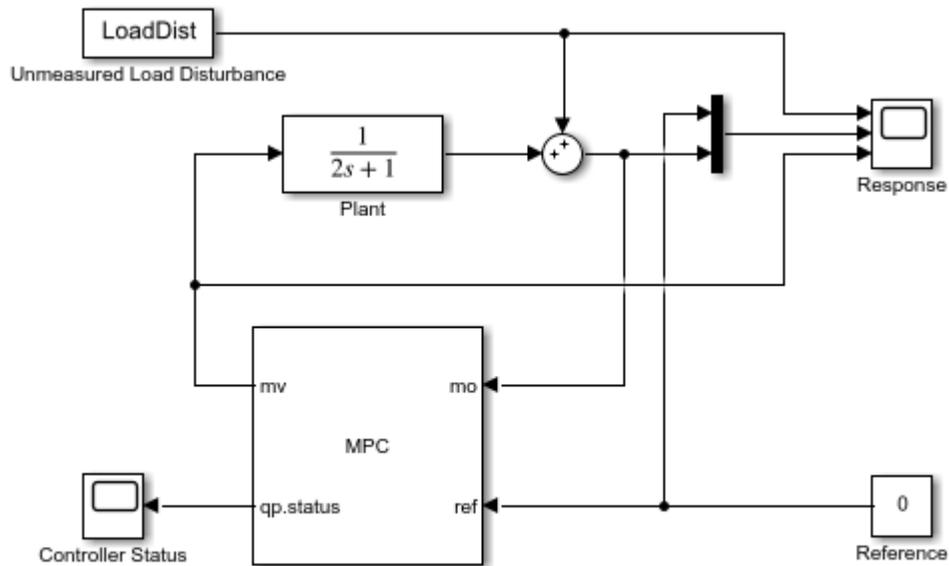 LoadDist
Unmeasured Load Disturbance
1
2s + 1
Plant
+
+
Response
mv
mo
MPC
qp.status
ref
Controller Status
0
Reference